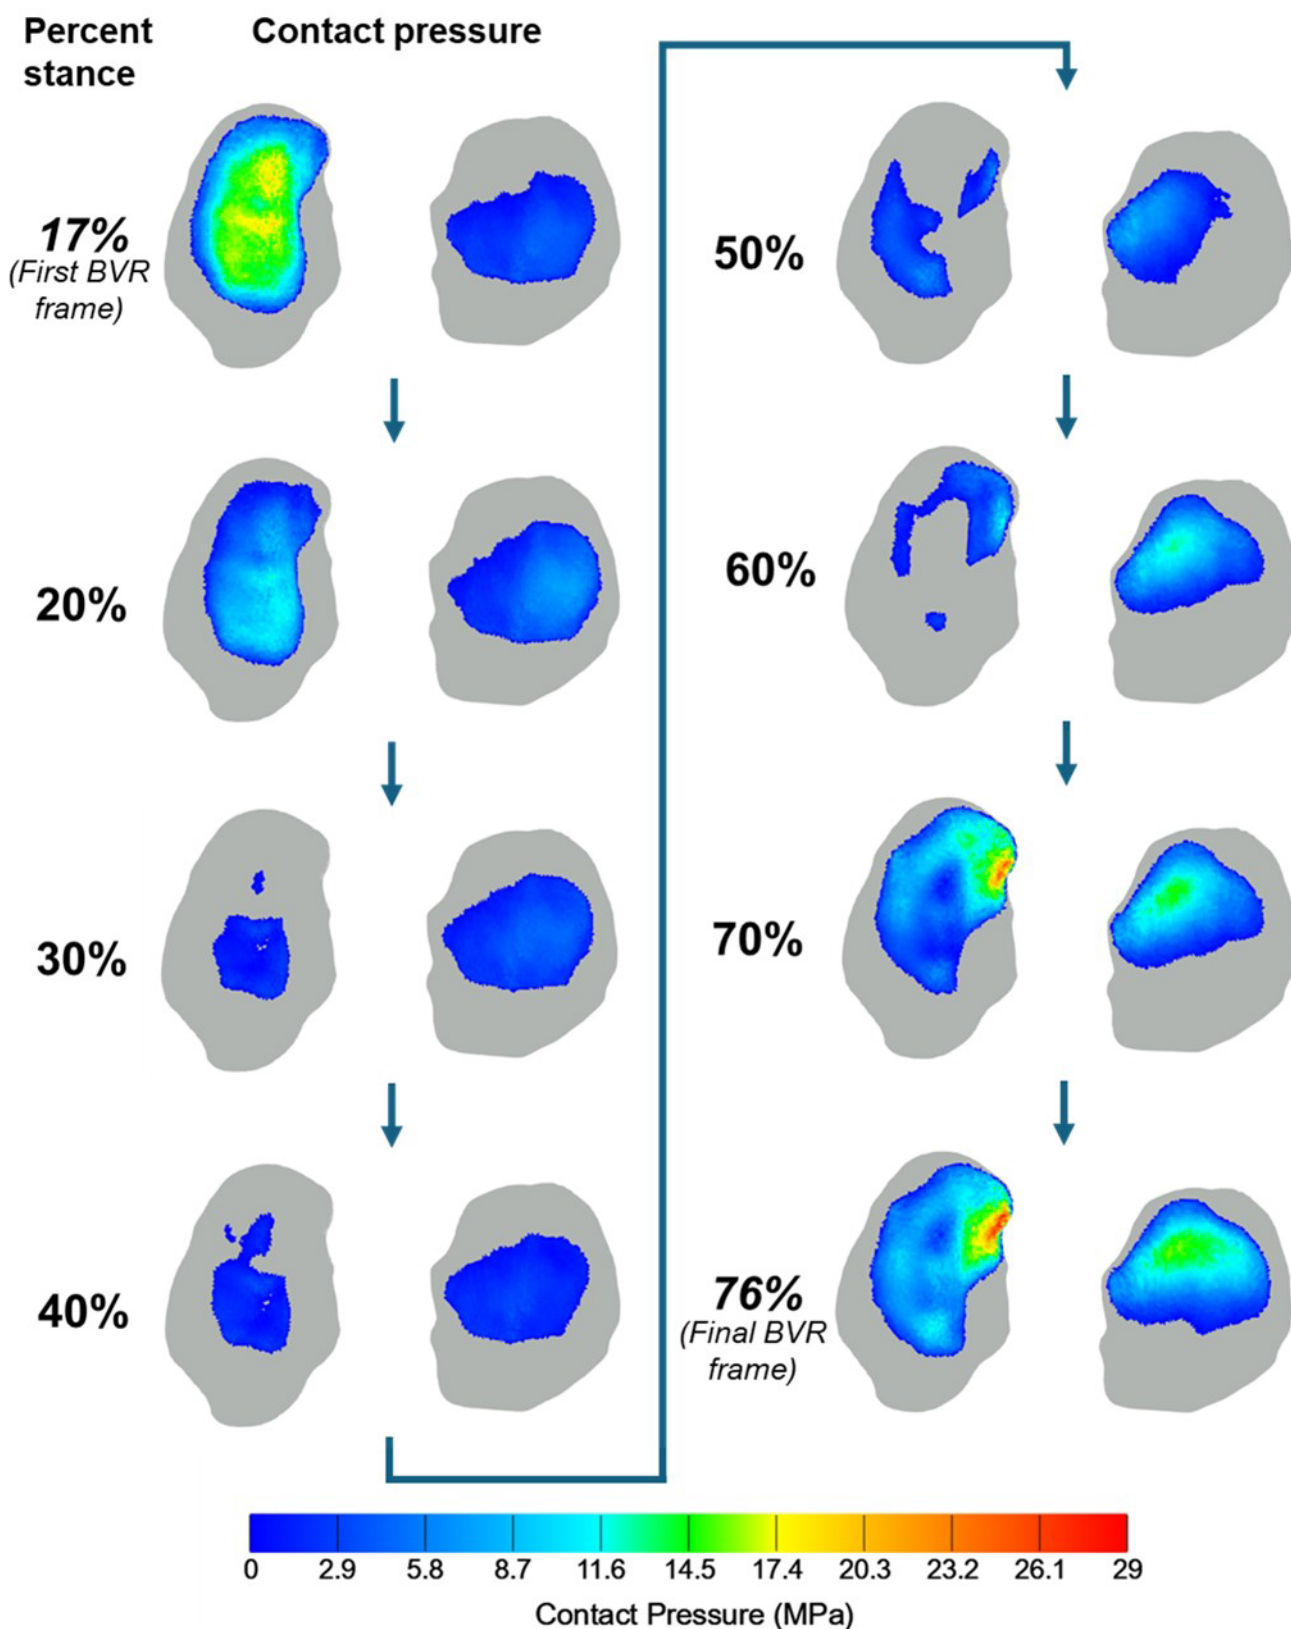 Percent
stance
Contact pressure
17%
(First BVR
frame)
20%
30%
40%
50%
60%
70%
76%
(Final BVR
frame)
0 2.9 5.8 8.7 11.6 14.5 17.4 20.3 23.2 26.1 29
Contact Pressure (MPa)